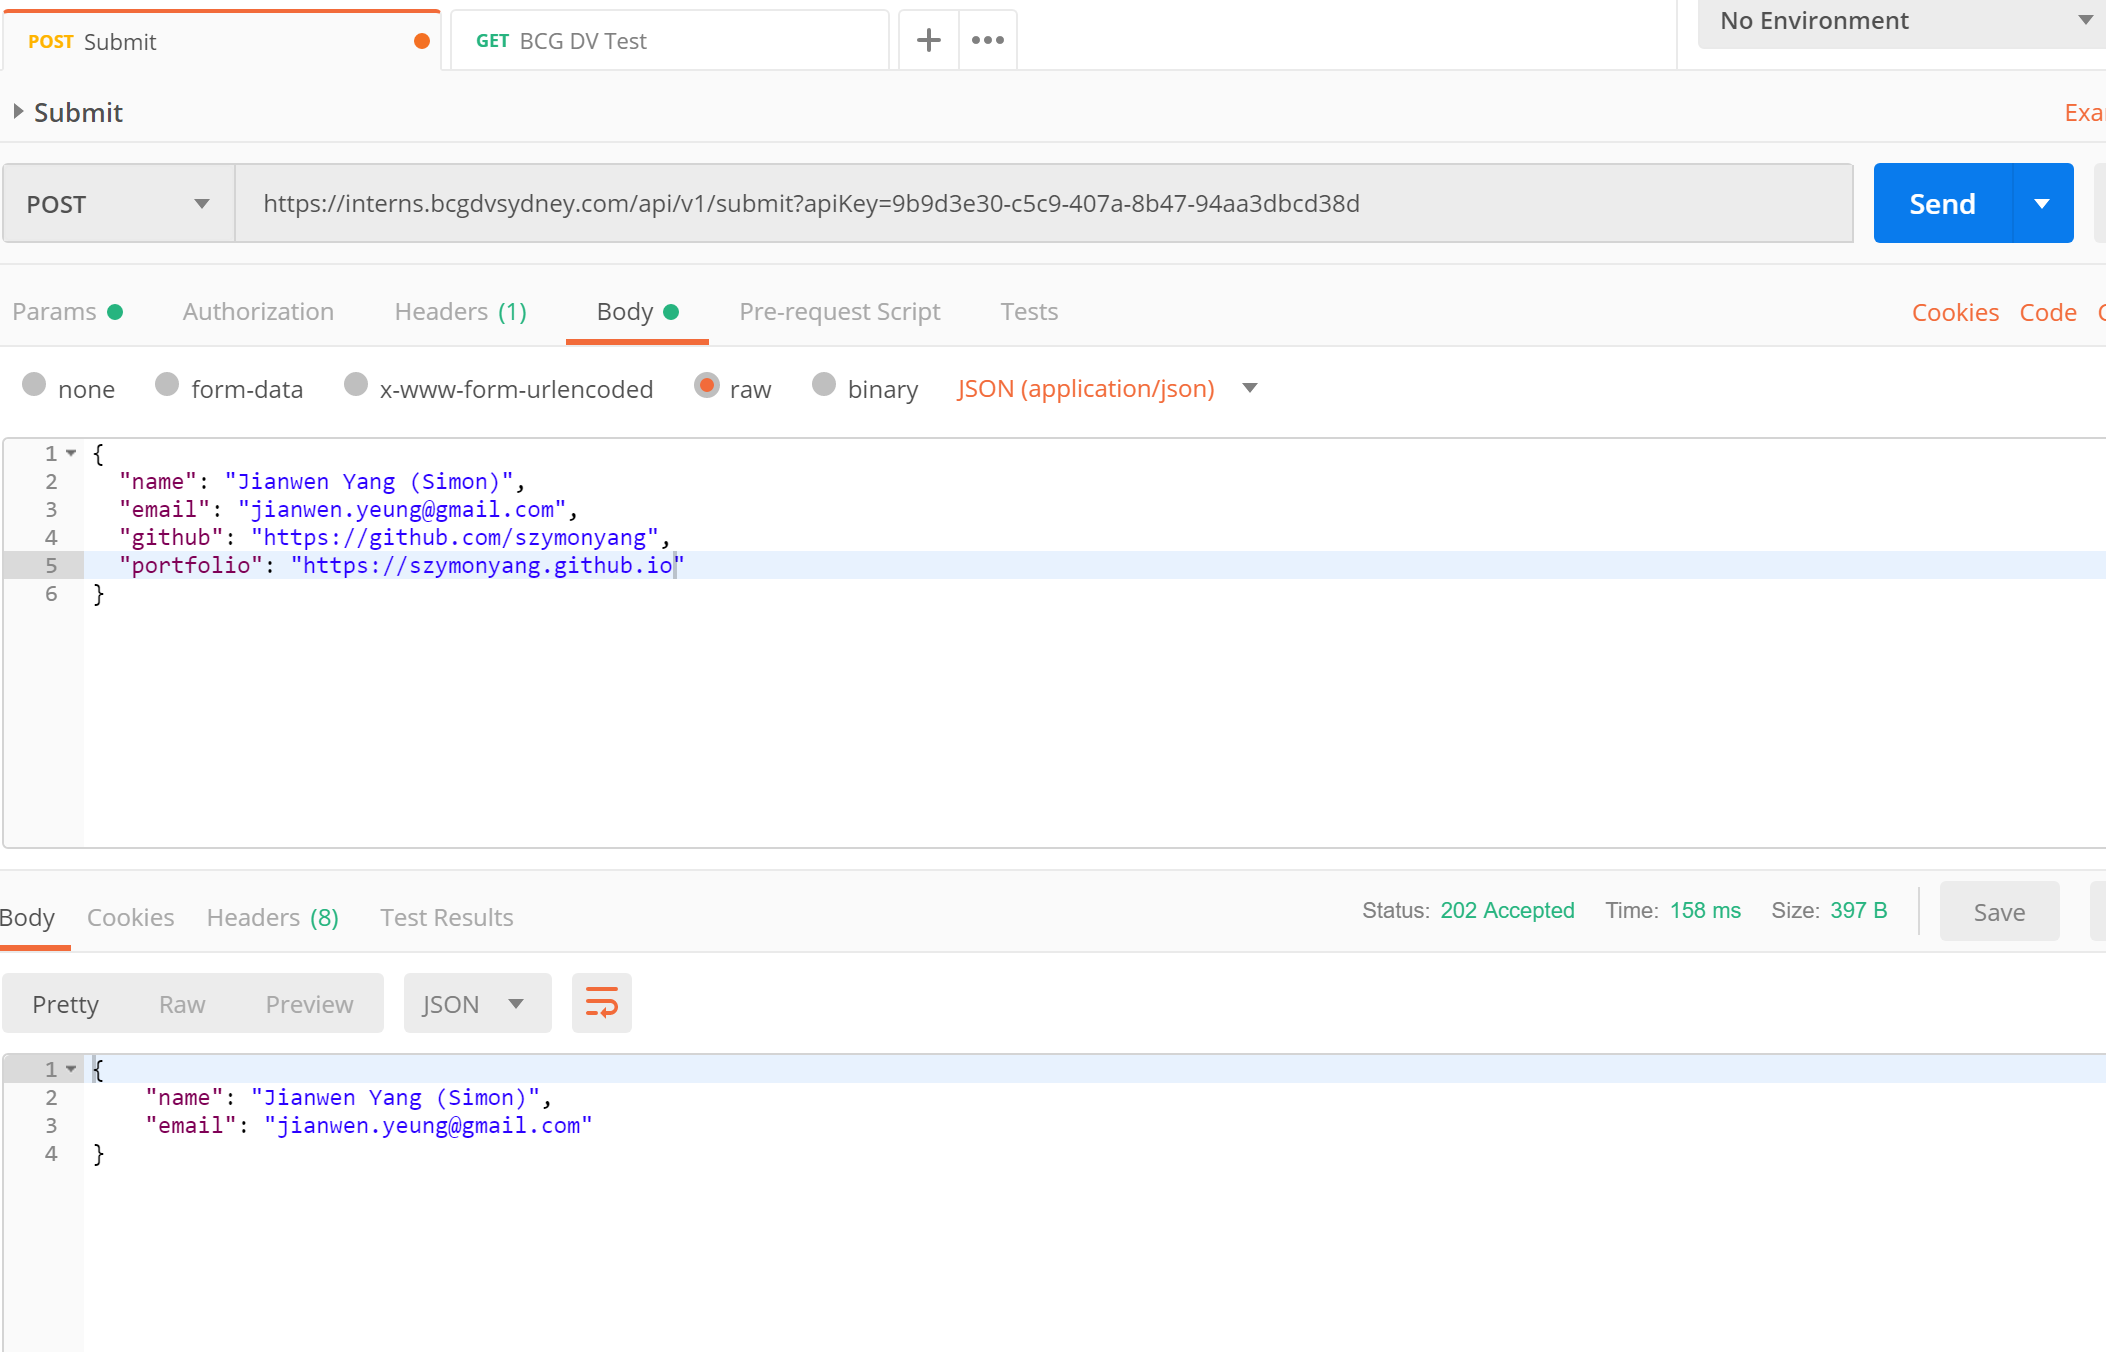 POST Submit GET BCG DV Test No Environment
Submit
POST https://interns.bcgdvsydney.com/api/v1/submit?apiKey=9b9d3e30-c5c9-407a-8b47-94aa3dbcd38d Send
Params Authorization Headers (1) Body Pre-request Script Tests Cookies Code
none form-data x-www-form-urlencoded raw binary JSON (application/json)
1 {
2 "name": "Jianwen Yang (Simon)",
3 "email": "jianwen.yeung@gmail.com",
4 "github": "https://github.com/szymonyang",
5 "portfolio": "https://szymonyang.github.io"
6 }
Body Cookies Headers (8) Test Results Status: 202 Accepted Time: 158 ms Size: 397 B Save
Pretty Raw Preview JSON
1 {
2 "name": "Jianwen Yang (Simon)",
3 "email": "jianwen.yeung@gmail.com"
4 }